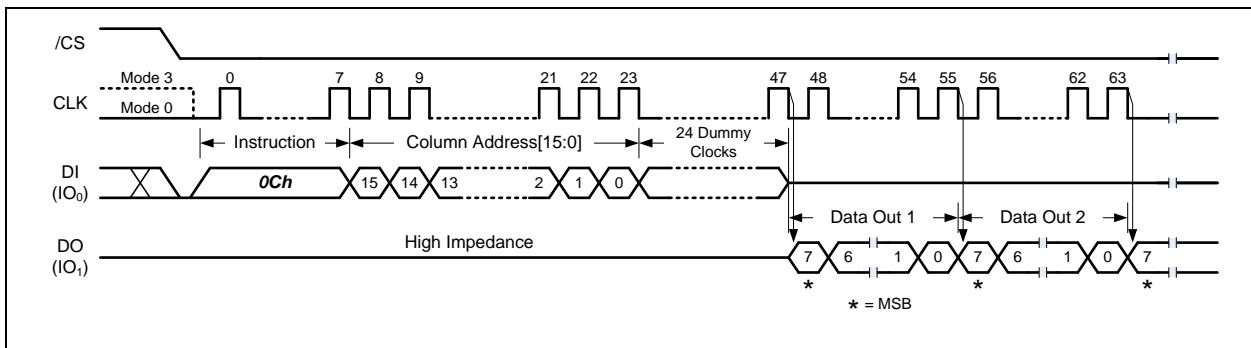 /CS
Mode 3 0 7 8 9 21 22 23 47 48 54 55 56 62 63
CLK
Mode 0
Instruction Column Address[15:0] 24 Dummy Clocks
DI (IO0) 0Ch 15 14 13 2 1 0
Data Out 1 Data Out 2
DO (IO1) High Impedance 7 6 1 0 7 6 1 0 7
* * *
* = MSB